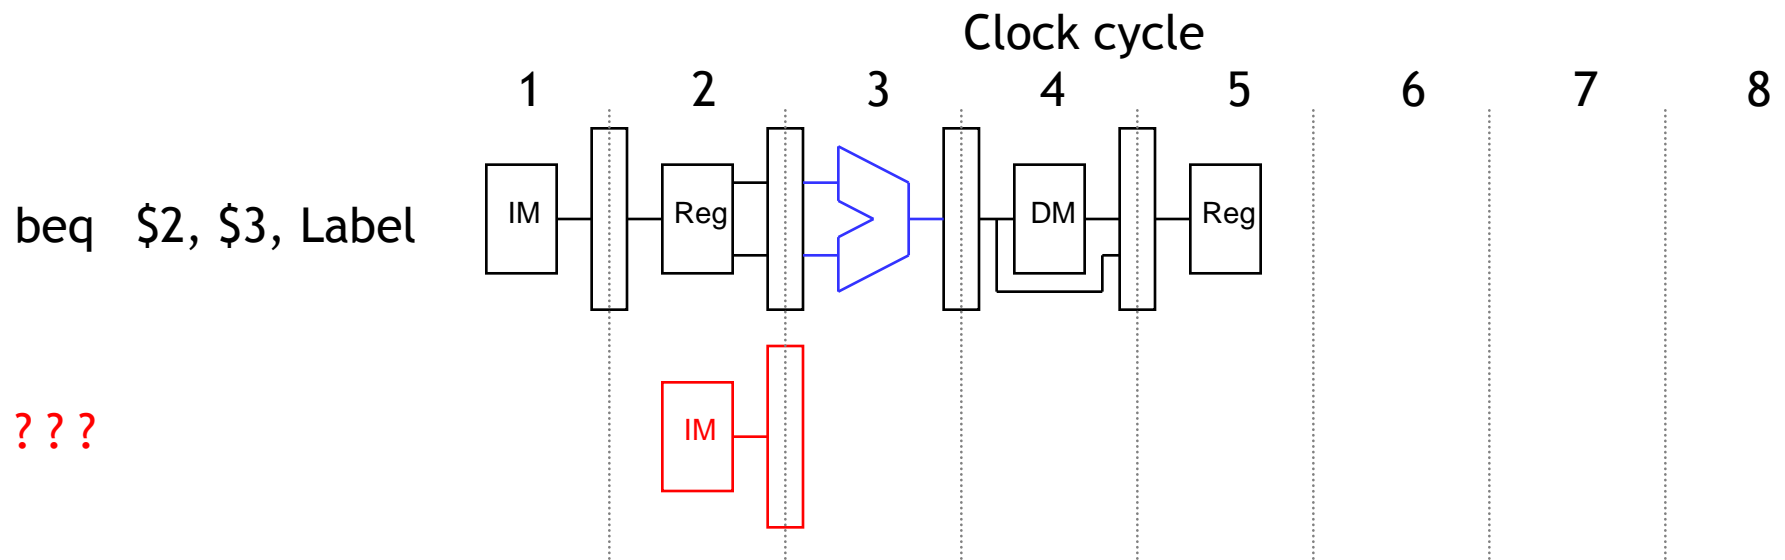 Clock cycle
1 2 3 4 5 6 7 8
beq $2, $3, Label
IM Reg DM Reg
? ? ?
IM